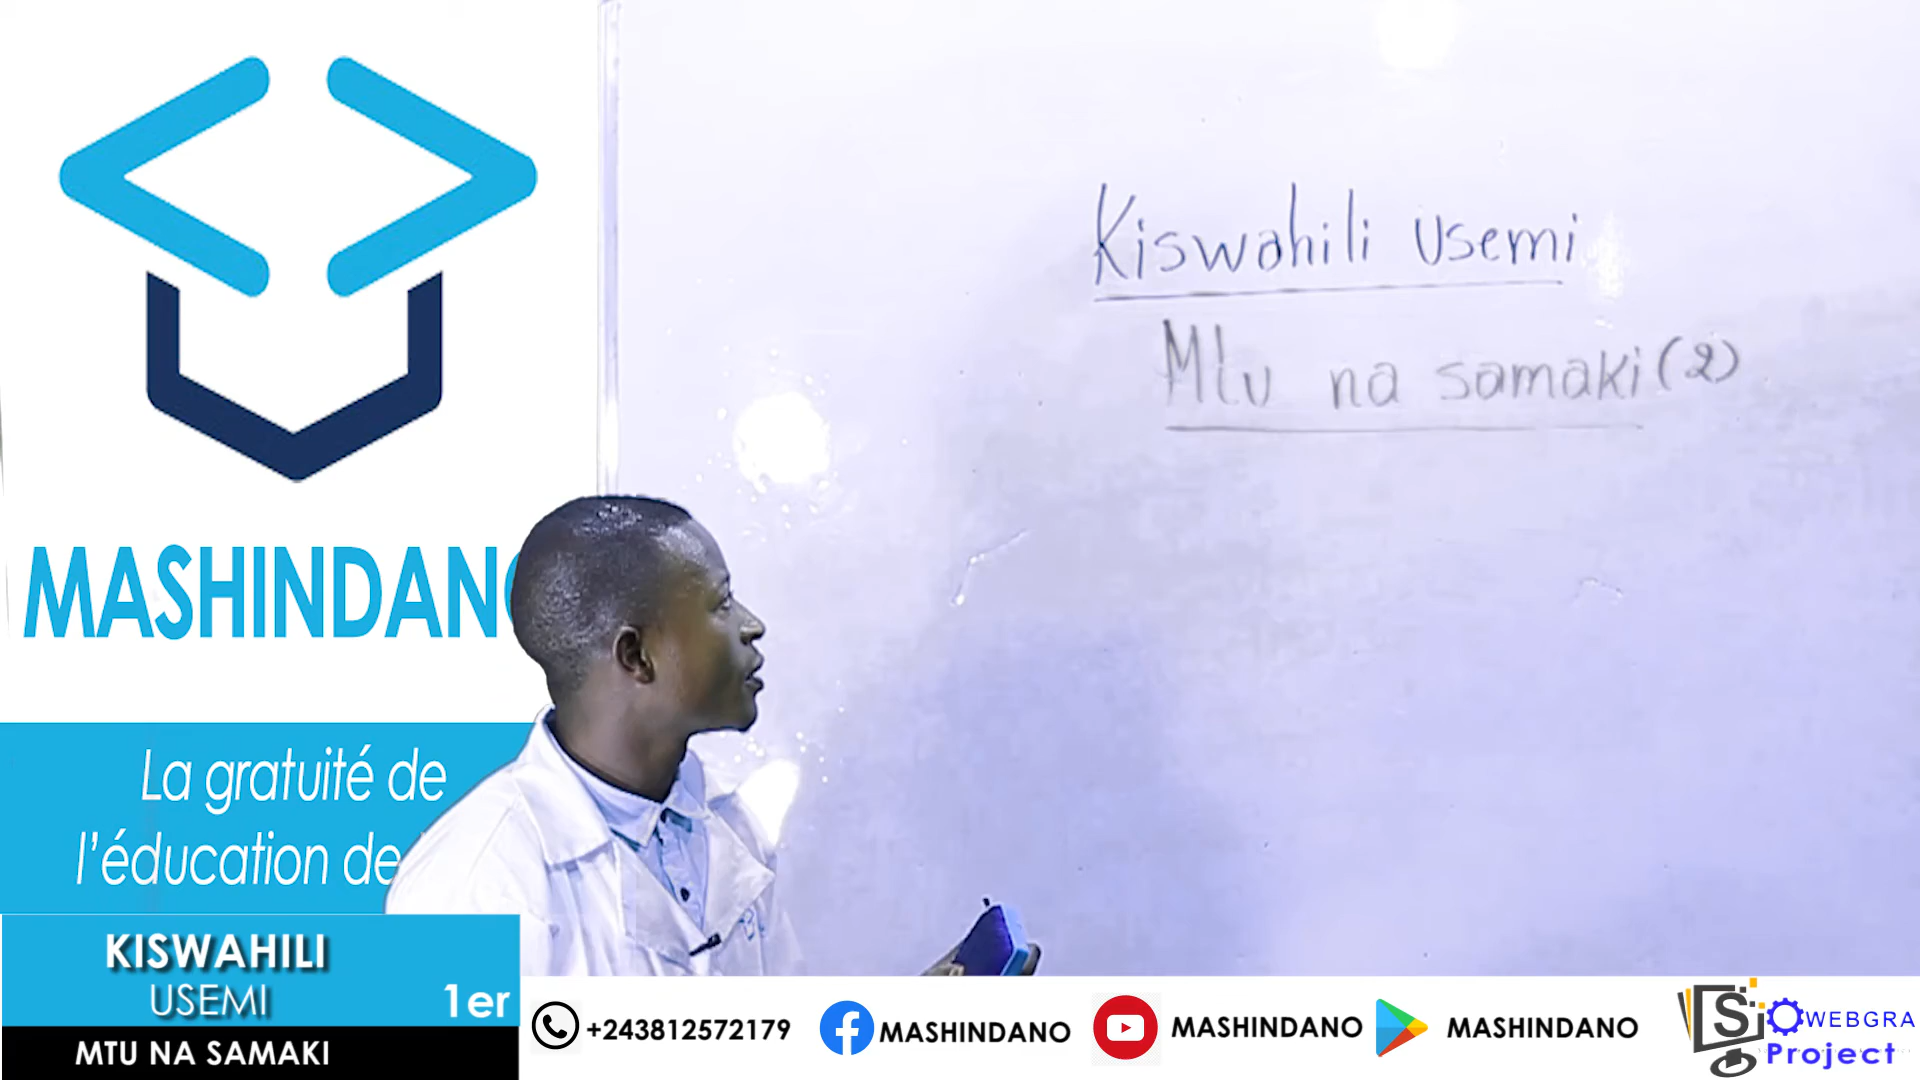 Kiswahili Usemi
Mtu na samaki (2)
MASHINDANO
La gratuité de
l'éducation de
KISWAHILI
USEMI
1er
MTU NA SAMAKI
+243812572179
MASHINDANO
MASHINDANO
MASHINDANO
WEBGRA
Project